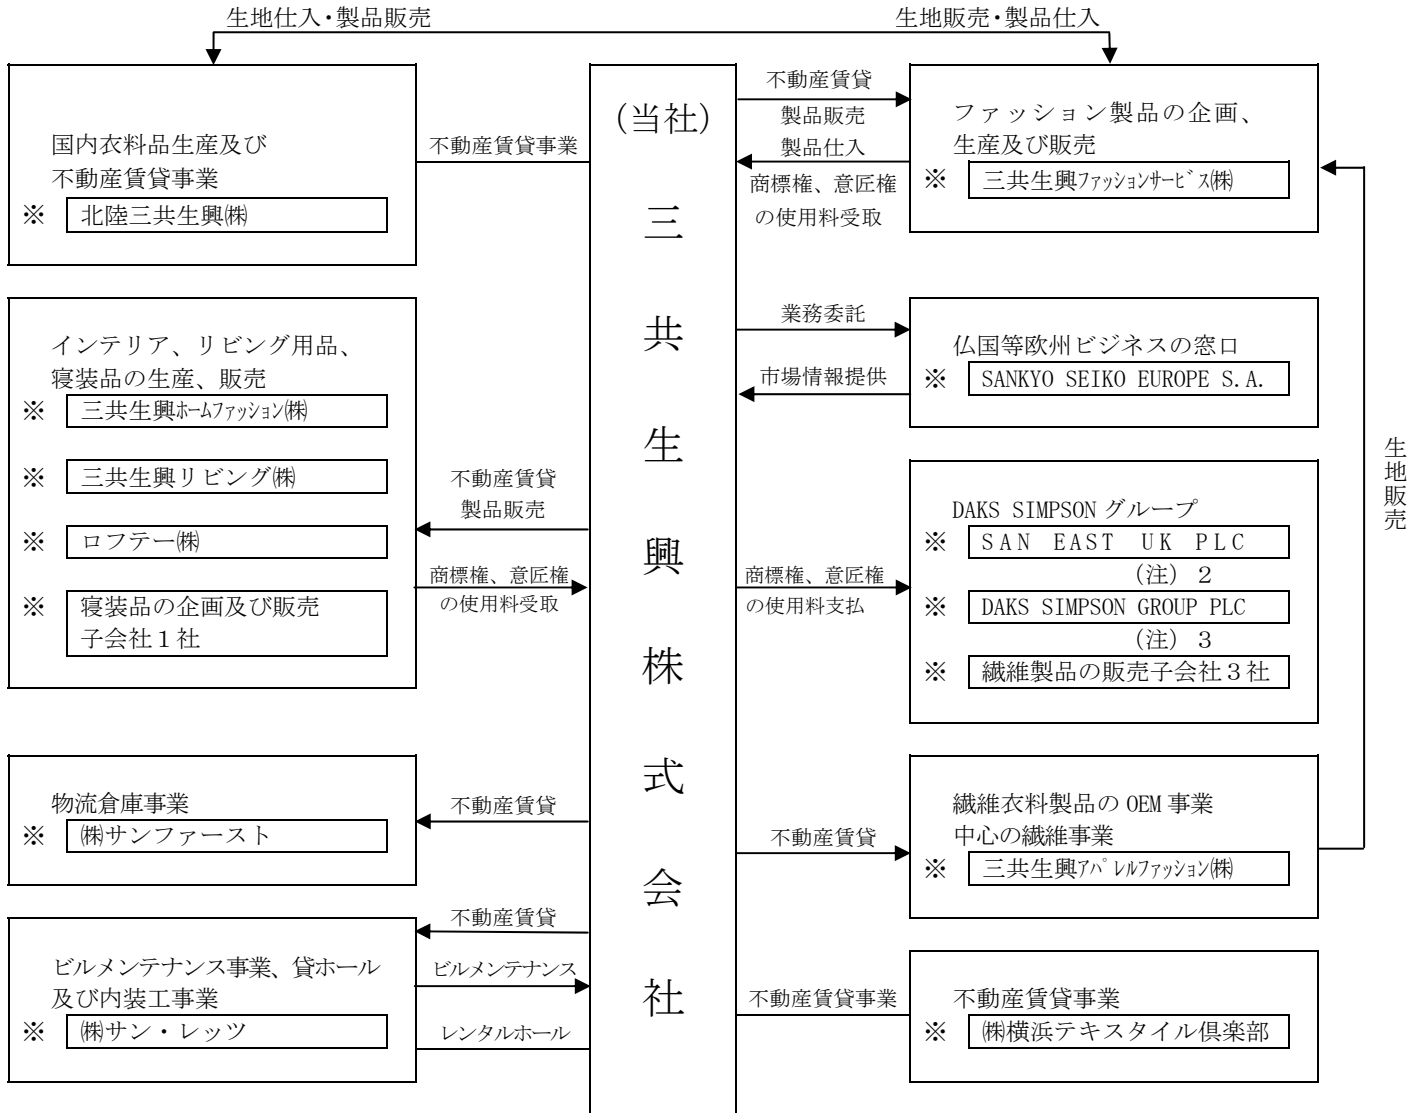 生地仕入・製品販売
生地販売・製品仕入
国内衣料品生産及び
不動産賃貸事業
※ 北陸三共生興㈱
不動産賃貸事業
インテリア、リビング用品、
寝装品の生産、販売
※ 三共生興ホームファッション㈱
※ 三共生興リビング㈱
※ ロフテー㈱
※ 寝装品の企画及び販売
子会社１社
不動産賃貸
製品販売
商標権、意匠権
の使用料受取
物流倉庫事業
※ ㈱サンファースト
不動産賃貸
ビルメンテナンス事業、貸ホール
及び内装工事業
※ ㈱サン・レッツ
不動産賃貸
ビルメンテナンス
レンタルホール
(当社)
三共生興株式会社
不動産賃貸
製品販売
製品仕入
商標権、意匠権
の使用料受取
ファッション製品の企画、
生産及び販売
※ 三共生興ファッションサービス㈱
業務委託
市場情報提供
仏国等欧州ビジネスの窓口
※ SANKYO SEIKO EUROPE S.A.
商標権、意匠権
の使用料支払
DAKS SIMPSON グループ
※ SAN EAST UK PLC
(注) 2
※ DAKS SIMPSON GROUP PLC
(注) 3
※ 繊維製品の販売子会社３社
不動産賃貸
繊維衣料製品の OEM 事業
中心の繊維事業
※ 三共生興アパレルファッション㈱
不動産賃貸事業
不動産賃貸事業
※ ㈱横浜テキスタイル倶楽部
生地販売